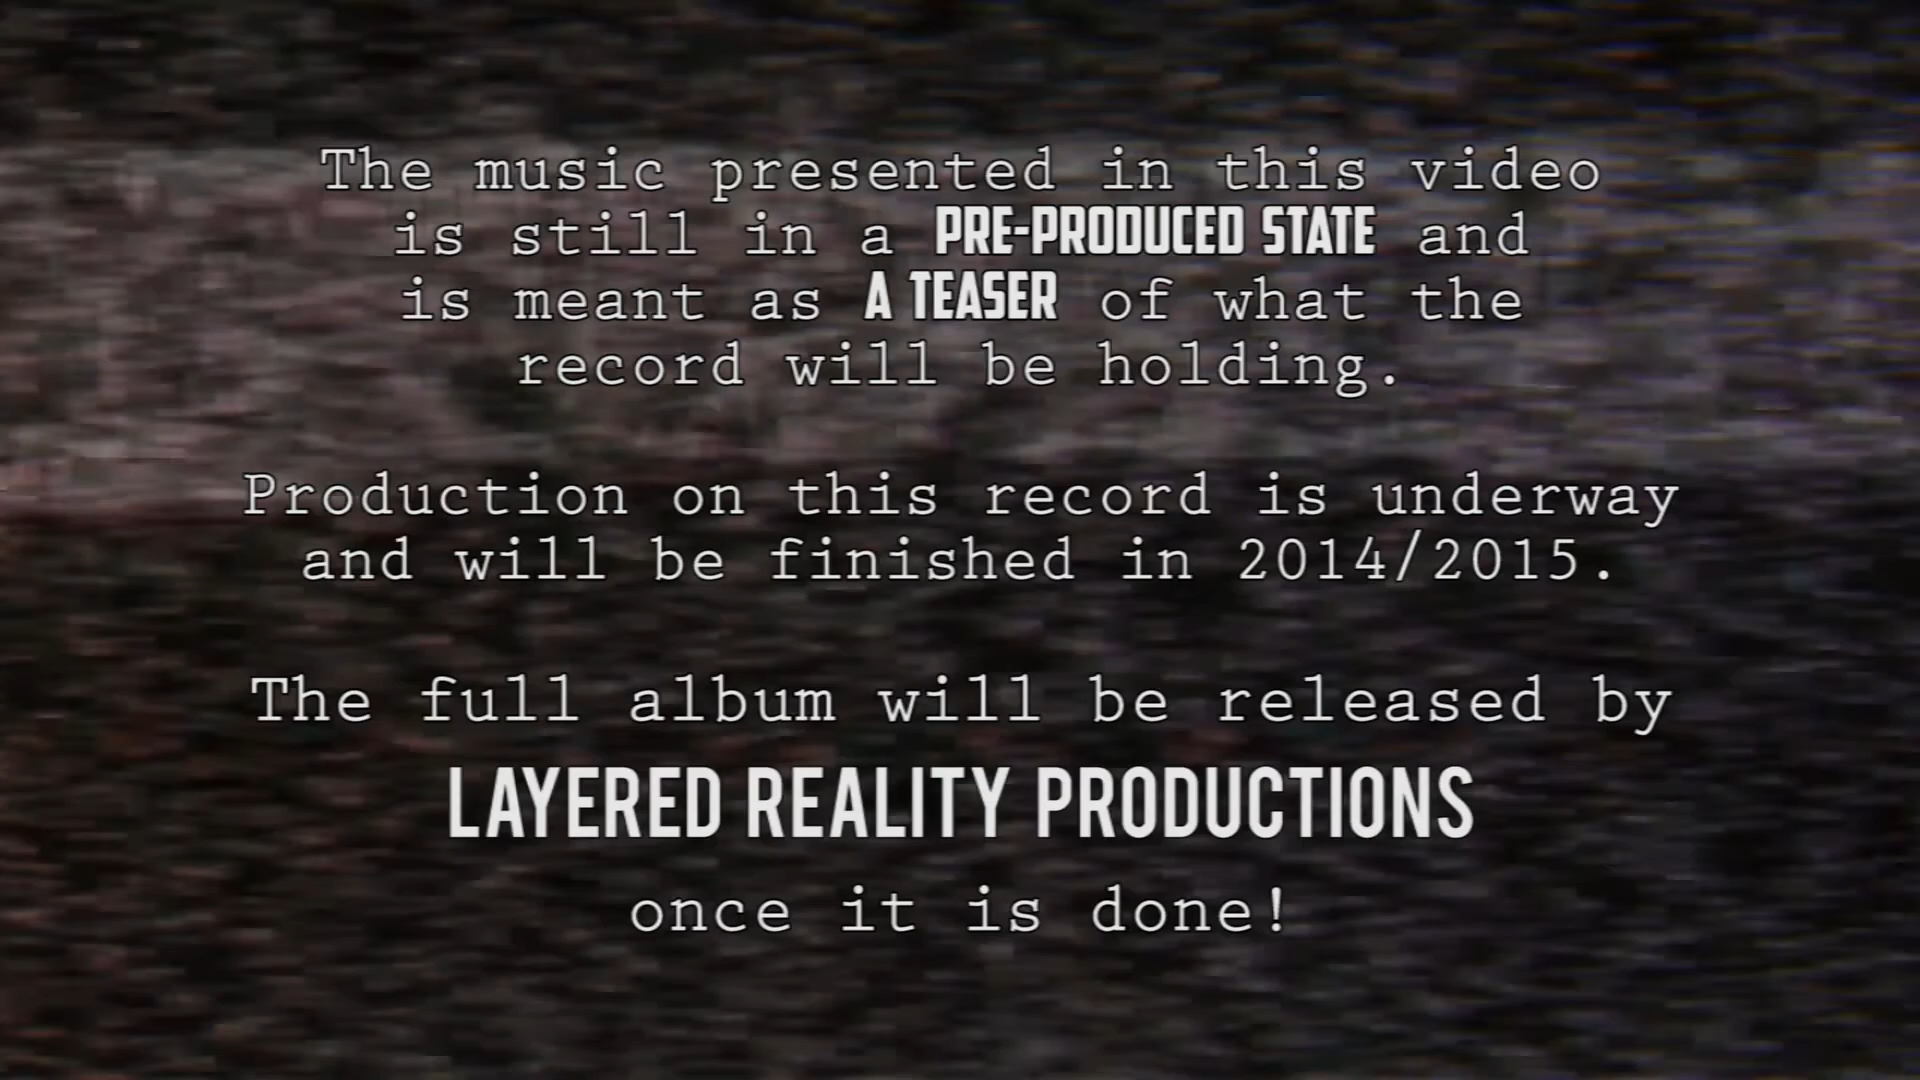 The music presented in this video
is still in a PRE-PRODUCED STATE and
is meant as A TEASER of what the
record will be holding.
Production on this record is underway
and will be finished in 2014/2015.
The full album will be released by
LAYERED REALITY PRODUCTIONS
once it is done!